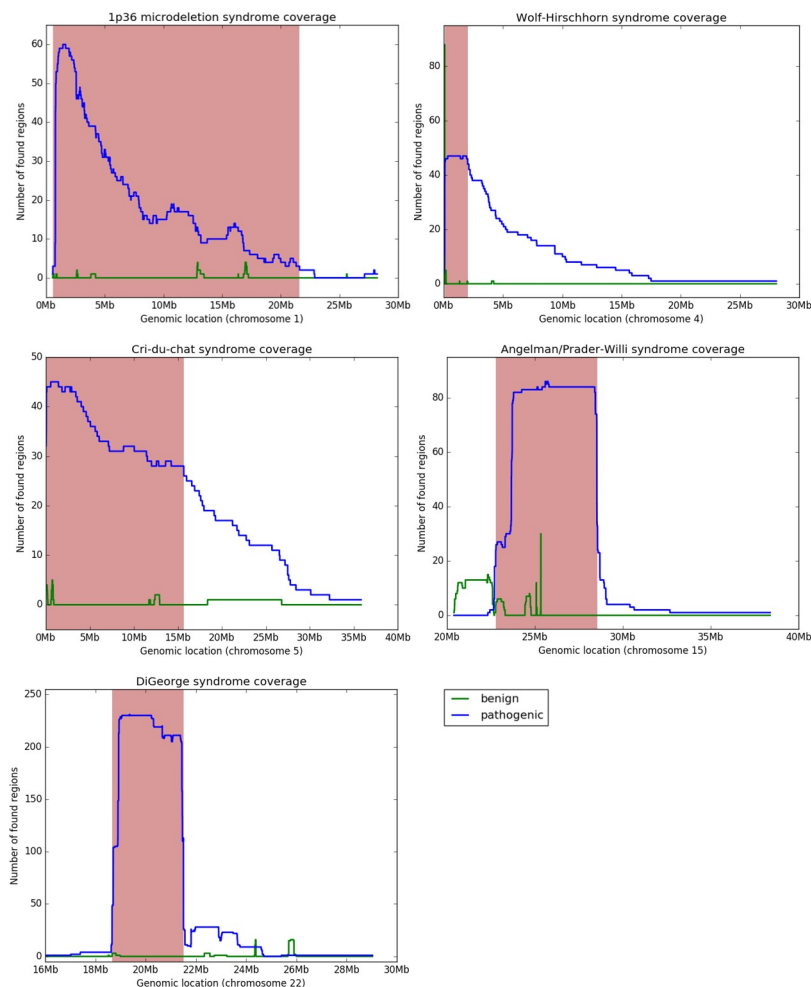 1p36 microdeletion syndrome coverage
Number of found regions
60
50
40
30
20
10
0
0Mb 5Mb 10Mb 15Mb 20Mb 25Mb 30Mb
Genomic location (chromosome 1)
Wolf-Hirschhorn syndrome coverage
Number of found regions
80
60
40
20
0
0Mb 5Mb 10Mb 15Mb 20Mb 25Mb 30Mb
Genomic location (chromosome 4)
Cri-du-chat syndrome coverage
Number of found regions
50
40
30
20
10
0
0Mb 5Mb 10Mb 15Mb 20Mb 25Mb 30Mb 35Mb 40Mb
Genomic location (chromosome 5)
Angelman/Prader-Willi syndrome coverage
Number of found regions
80
60
40
20
0
20Mb 25Mb 30Mb 35Mb 40Mb
Genomic location (chromosome 15)
DiGeorge syndrome coverage
Number of found regions
250
200
150
100
50
0
16Mb 18Mb 20Mb 22Mb 24Mb 26Mb 28Mb 30Mb
Genomic location (chromosome 22)
benign
pathogenic